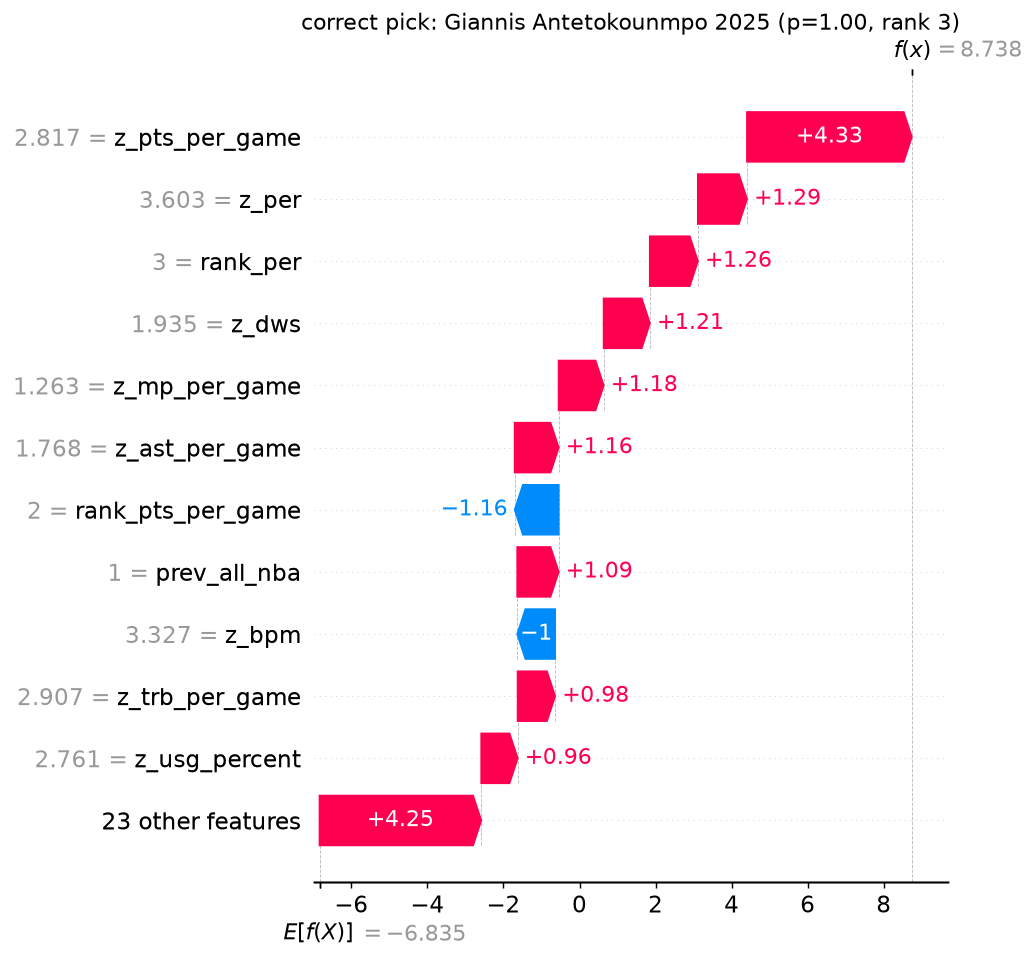 correct pick: Giannis Antetokounmpo 2025 (p=1.00, rank 3)
f(x) = 8.738
2.817 = z_pts_per_game +4.33
3.603 = z_per +1.29
3 = rank_per +1.26
1.935 = z_dws +1.21
1.263 = z_mp_per_game +1.18
1.768 = z_ast_per_game +1.16
2 = rank_pts_per_game −1.16
1 = prev_all_nba +1.09
3.327 = z_bpm −1
2.907 = z_trb_per_game +0.98
2.761 = z_usg_percent +0.96
23 other features +4.25
−6 −4 −2 0 2 4 6 8
E[f(X)] = −6.835